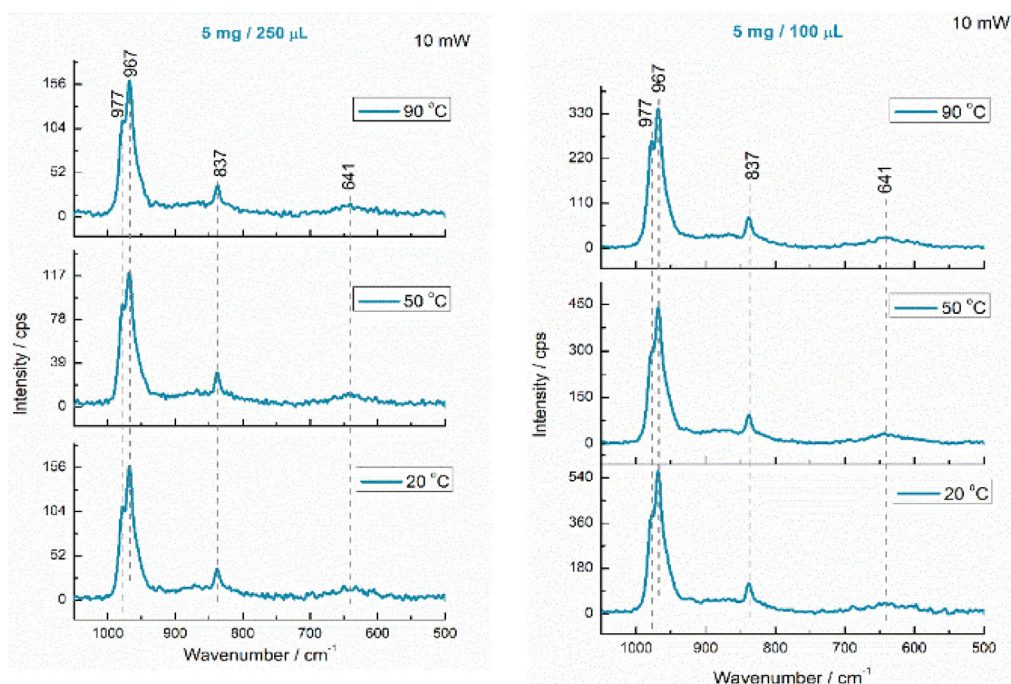 5 mg / 250 µL
10 mW
977
967
837
641
156
104
52
0
90 °C
117
78
39
0
50 °C
156
104
52
0
20 °C
Intensity / cps
1000 900 800 700 600 500
Wavenumber / cm⁻¹
5 mg / 100 µL
10 mW
977
967
837
641
330
220
110
0
90 °C
450
300
150
0
50 °C
540
360
180
0
20 °C
Intensity / cps
1000 900 800 700 600 500
Wavenumber / cm⁻¹